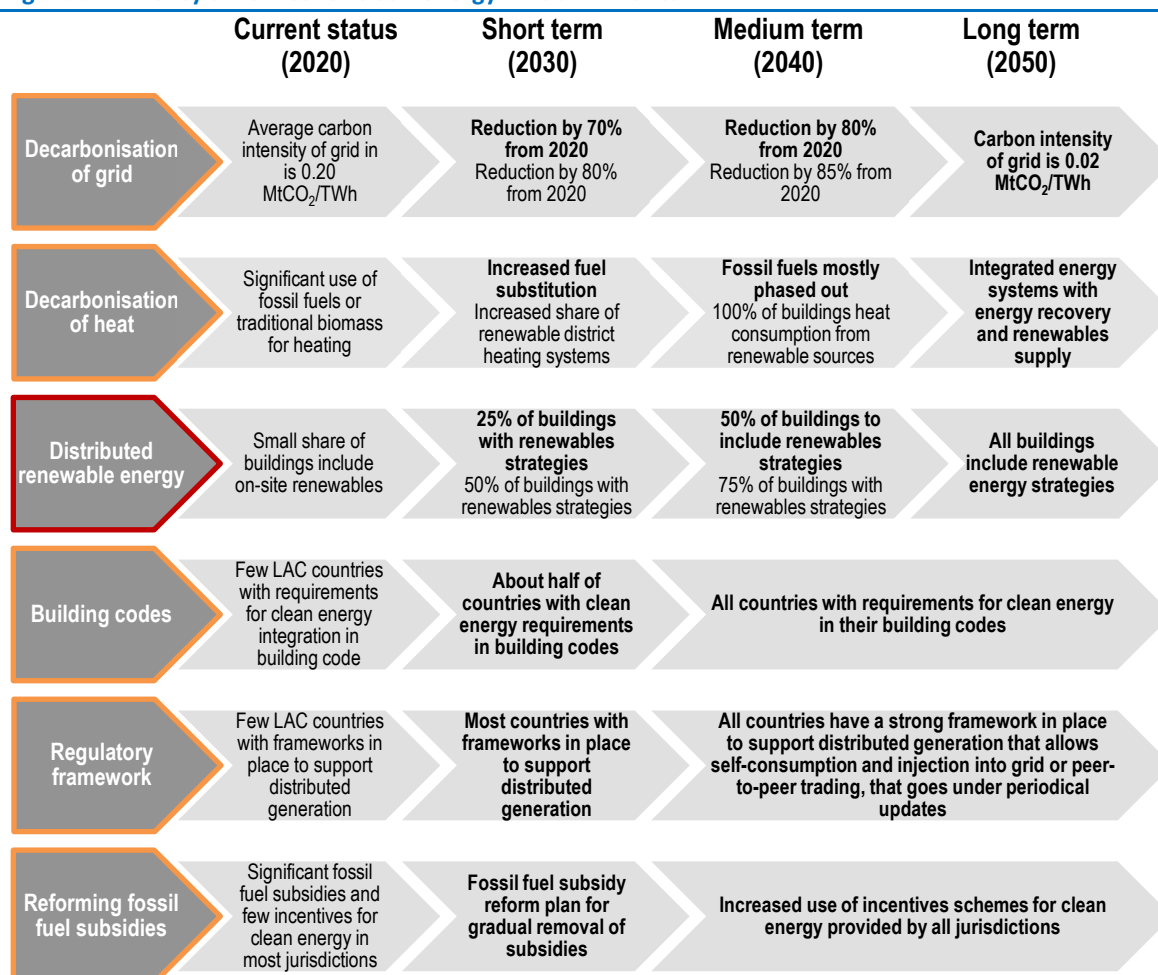 Current status
(2020)
Short term
(2030)
Medium term
(2040)
Long term
(2050)
Decarbonisation
of grid
Average carbon
intensity of grid in
is 0.20
MtCO₂/TWh
Reduction by 70%
from 2020
Reduction by 80%
from 2020
Reduction by 80%
from 2020
Reduction by 85% from
2020
Carbon intensity
of grid is 0.02
MtCO₂/TWh
Decarbonisation
of heat
Significant use of
fossil fuels or
traditional biomass
for heating
Increased fuel
substitution
Increased share of
renewable district
heating systems
Fossil fuels mostly
phased out
100% of buildings heat
consumption from
renewable sources
Integrated energy
systems with
energy recovery
and renewables
supply
Distributed
renewable energy
Small share of
buildings include
on-site renewables
25% of buildings
with renewables
strategies
50% of buildings with
renewables strategies
50% of buildings to
include renewables
strategies
75% of buildings with
renewables strategies
All buildings
include renewable
energy strategies
Building codes
Few LAC countries
with requirements
for clean energy
integration in
building code
About half of
countries with clean
energy requirements
in building codes
All countries with requirements for clean energy
in their building codes
Regulatory
framework
Few LAC countries
with frameworks in
place to support
distributed
generation
Most countries with
frameworks in place
to support
distributed
generation
All countries have a strong framework in place
to support distributed generation that allows
self-consumption and injection into grid or peer-
to-peer trading, that goes under periodical
updates
Reforming fossil
fuel subsidies
Significant fossil
fuel subsidies and
few incentives for
clean energy in
most jurisdictions
Fossil fuel subsidy
reform plan for
gradual removal of
subsidies
Increased use of incentives schemes for clean
energy provided by all jurisdictions